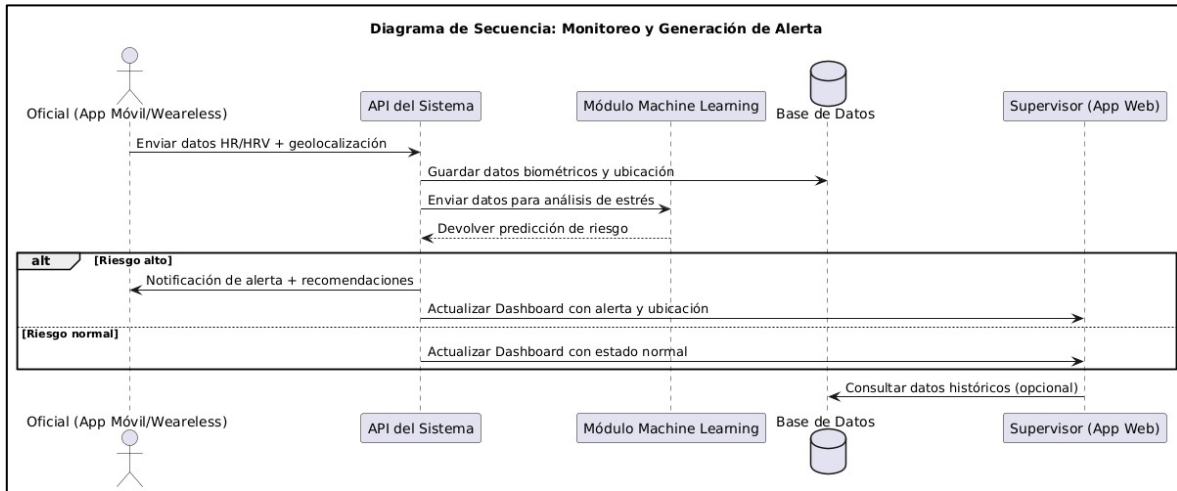 Diagrama de Secuencia: Monitoreo y Generación de Alerta
Oficial (App Móvil/Weareless)
API del Sistema
Módulo Machine Learning
Base de Datos
Supervisor (App Web)
Enviar datos HR/HRV + geolocalización
Guardar datos biométricos y ubicación
Enviar datos para análisis de estrés
Devolver predicción de riesgo
alt
[Riesgo alto]
Notificación de alerta + recomendaciones
Actualizar Dashboard con alerta y ubicación
[Riesgo normal]
Actualizar Dashboard con estado normal
Consultar datos históricos (opcional)
Oficial (App Móvil/Weareless)
API del Sistema
Módulo Machine Learning
Base de Datos
Supervisor (App Web)